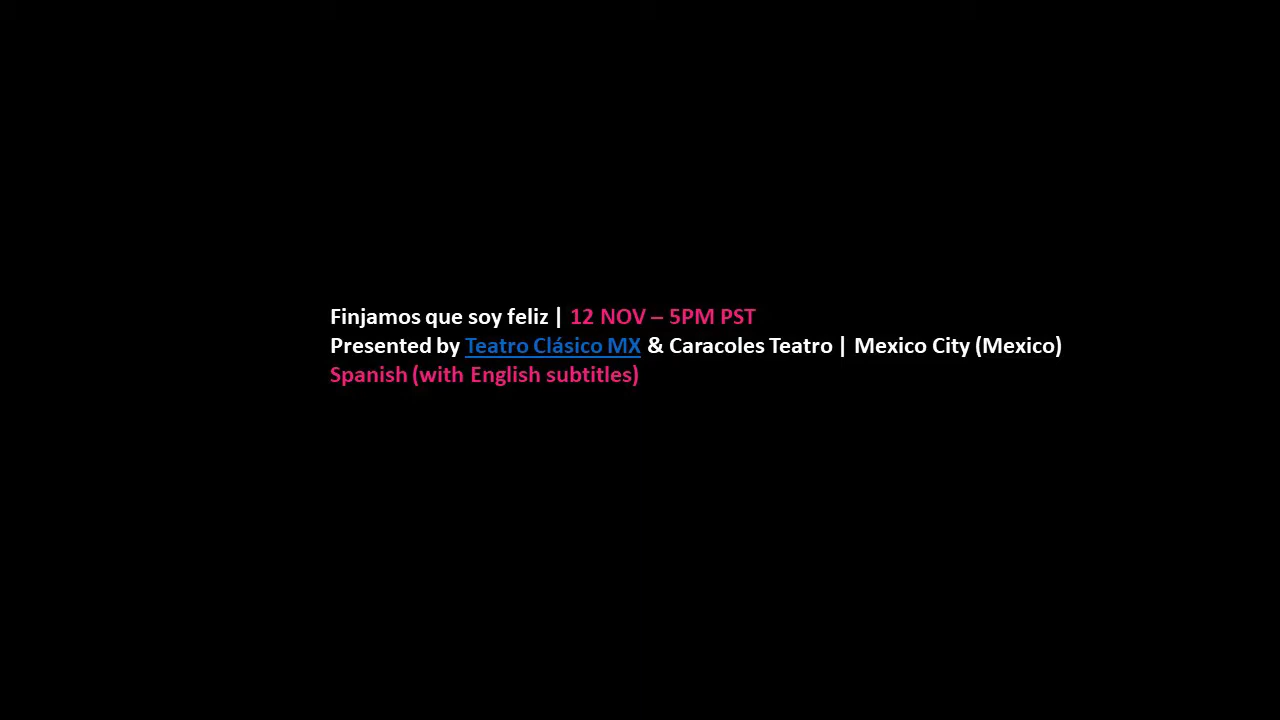 Finjamos que soy feliz | 12 NOV – 5PM PST
Presented by Teatro Clásico MX & Caracoles Teatro | Mexico City (Mexico)
Spanish (with English subtitles)